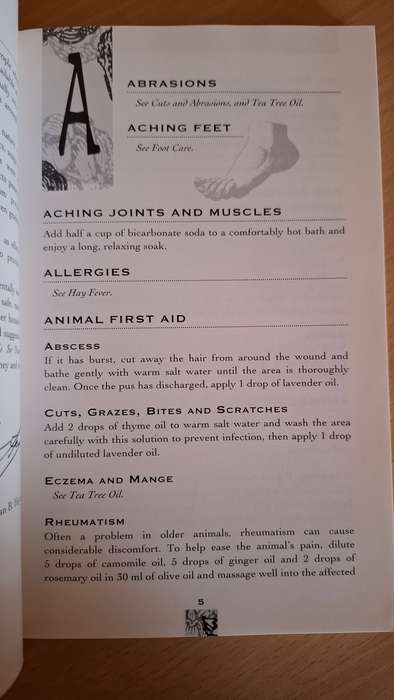 A
ABRASIONS
See Cuts and Abrasions, and Tea Tree Oil.
ACHING FEET
See Foot Care.
ACHING JOINTS AND MUSCLES
Add half a cup of bicarbonate soda to a comfortably hot bath and
enjoy a long, relaxing soak.
ALLERGIES
See Hay Fever.
ANIMAL FIRST AID
ABSCESS
If it has burst, cut away the hair from around the wound and
bathe gently with warm salt water until the area is thoroughly
clean. Once the pus has discharged, apply 1 drop of lavender oil.
CUTS, GRAZES, BITES AND SCRATCHES
Add 2 drops of thyme oil to warm salt water and wash the area
carefully with this solution to prevent infection, then apply 1 drop
of undiluted lavender oil.
ECZEMA AND MANGE
See Tea Tree Oil.
RHEUMATISM
Often a problem in older animals, rheumatism can cause
considerable discomfort. To help ease the animal's pain, dilute
5 drops of camomile oil, 5 drops of ginger oil and 2 drops of
rosemary oil in 30 ml of olive oil and massage well into the affected
5